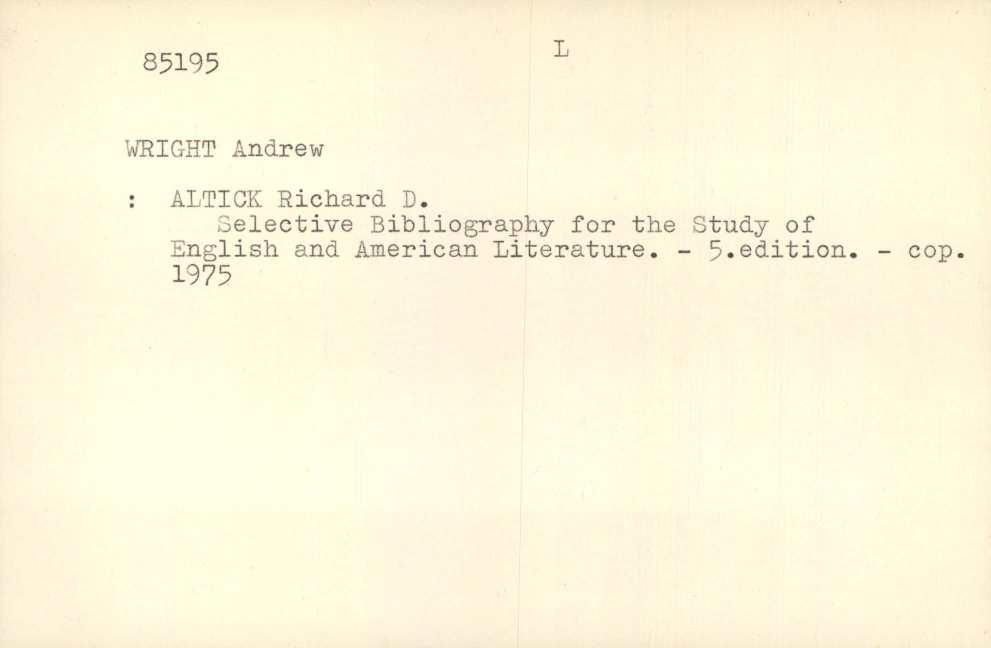 85195
L
WRIGHT Andrew
: ALTICK Richard D.
Selective Bibliography for the Study of
English and American Literature. - 5.edition. - cop.
1975